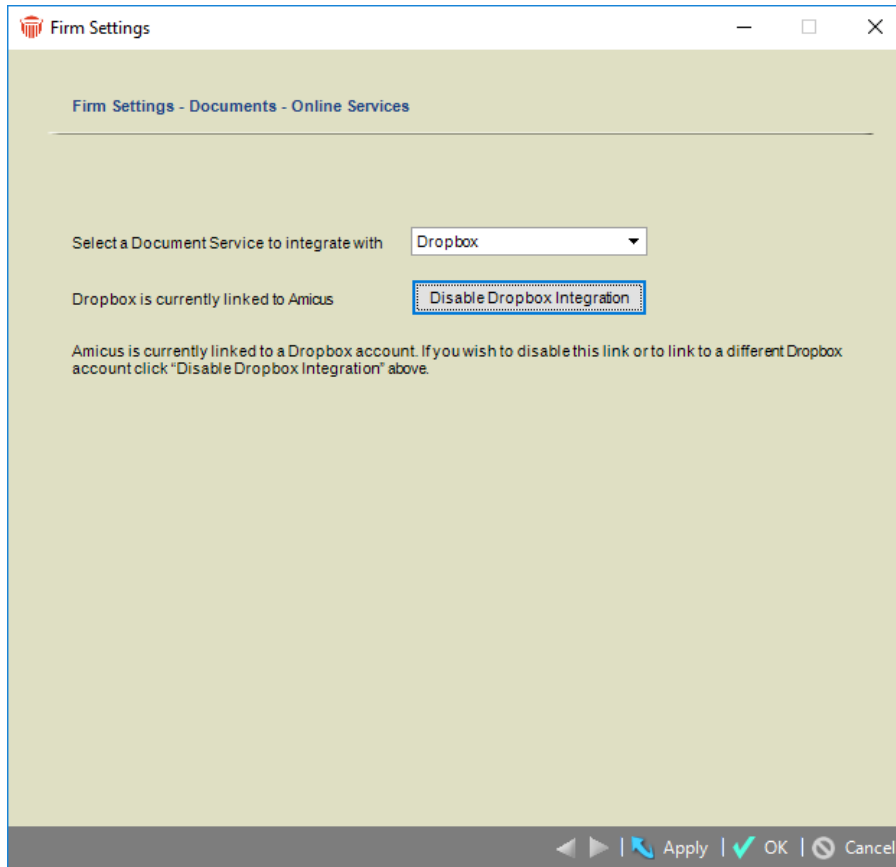 Firm Settings
Firm Settings - Documents - Online Services
Select a Document Service to integrate with Dropbox
Dropbox is currently linked to Amicus Disable Dropbox Integration
Amicus is currently linked to a Dropbox account. If you wish to disable this link or to link to a different Dropbox
account click “Disable Dropbox Integration” above.
Apply OK Cancel